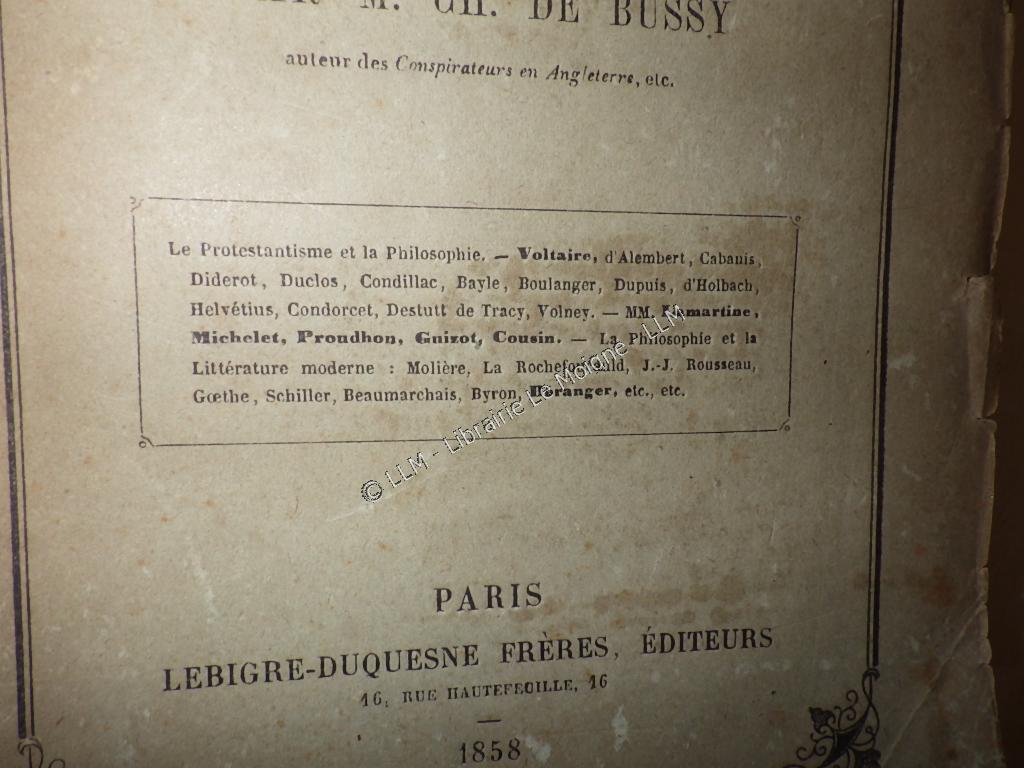 M. CH. DE BUSSY
auteur des Conspirateurs en Angleterre, etc.
Le Protestantisme et la Philosophie. — Voltaire, d'Alembert, Cabanis,
Diderot, Duclos, Condillac, Bayle, Boulanger, Dupuis, d'Holbach,
Helvétius, Condorcet, Destutt de Tracy, Volney. — MM. Lamartine,
Michelet, Proudhon, Guizot, Cousin. — La Philosophie et la
Littérature moderne : Molière, La Rochefoucauld, J.-J. Rousseau,
Gœthe, Schiller, Beaumarchais, Byron, Béranger, etc., etc.
© LLM - Librairie Le Moigne - LLM
PARIS
LEBIGRE-DUQUESNE FRÈRES, ÉDITEURS
16, RUE HAUTEFEUILLE, 16
1858